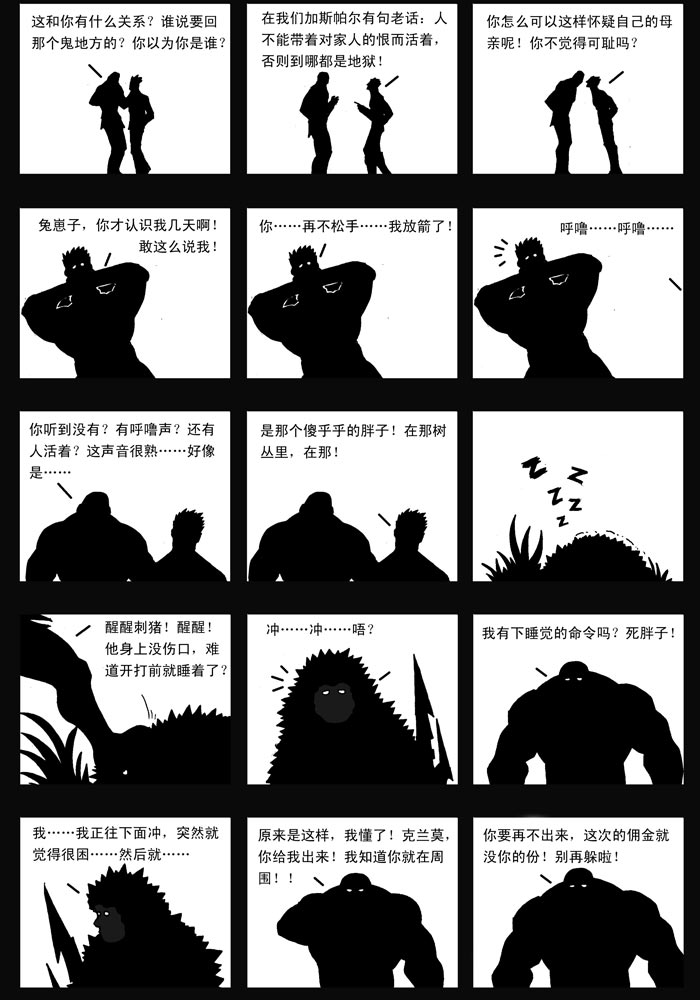 这和你有什么关系？谁说要回
那个鬼地方的？你以为你是谁？
在我们加斯帕尔有句老话：人
不能带着对家人的恨而活着，
否则到哪都是地狱！
你怎么可以这样怀疑自己的母
亲呢！你不觉得可耻吗？
兔崽子，你才认识我几天啊！
敢这么说我！
你……再不松手……我放箭了！
呼噜……呼噜……
你听到没有？有呼噜声？还有
人活着？这声音很熟……好像
是……
是那个傻乎乎的胖子！在那树
丛里，在那！
Z Z Z Z Z
醒醒刺猪！醒醒！
他身上没伤口，难
道开打前就睡着了？
冲……冲……唔？
我有下睡觉的命令吗？死胖子！
我……我正往下面冲，突然就
觉得很困……然后就……
原来是这样，我懂了！克兰莫，
你给我出来！我知道你就在周
围！！
你要再不出来，这次的佣金就
没你的份！别再躲啦！